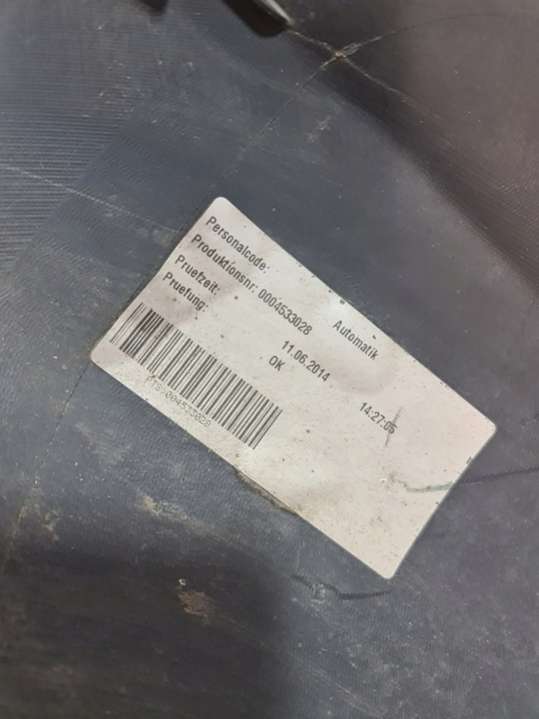 Personalcode: Automatik
Produktionsnr: 0004533028
Pruefzeit: 11.06.2014 14:27:05
Pruefung: OK